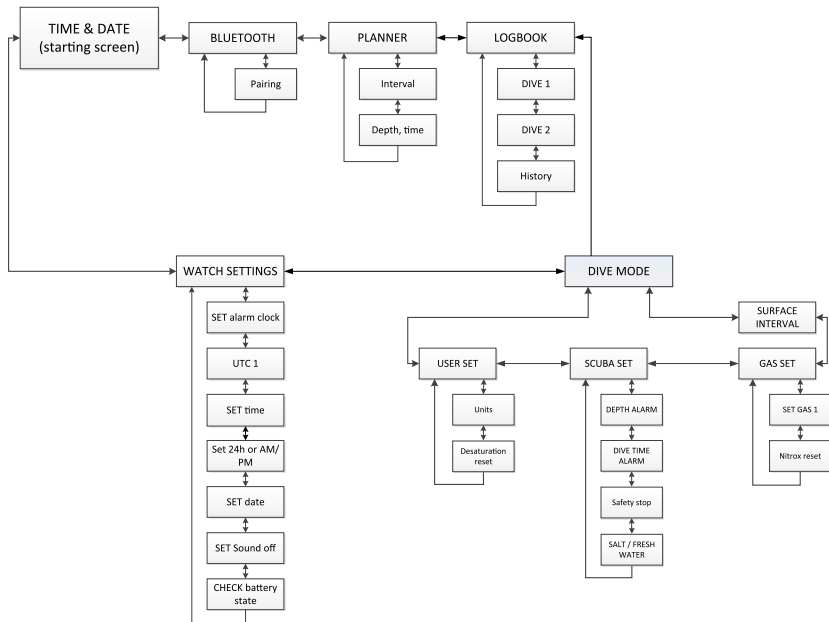 TIME & DATE
(starting screen)
BLUETOOTH
PLANNER
LOGBOOK
Pairing
Interval
DIVE 1
Depth, time
DIVE 2
History
WATCH SETTINGS
DIVE MODE
SET alarm clock
SURFACE
INTERVAL
UTC 1
USER SET
SCUBA SET
GAS SET
SET time
Units
DEPTH ALARM
SET GAS 1
Set 24h or AM/
PM
Desaturation
reset
DIVE TIME
ALARM
Nitrox reset
SET date
Safety stop
SET Sound off
SALT / FRESH
WATER
CHECK battery
state